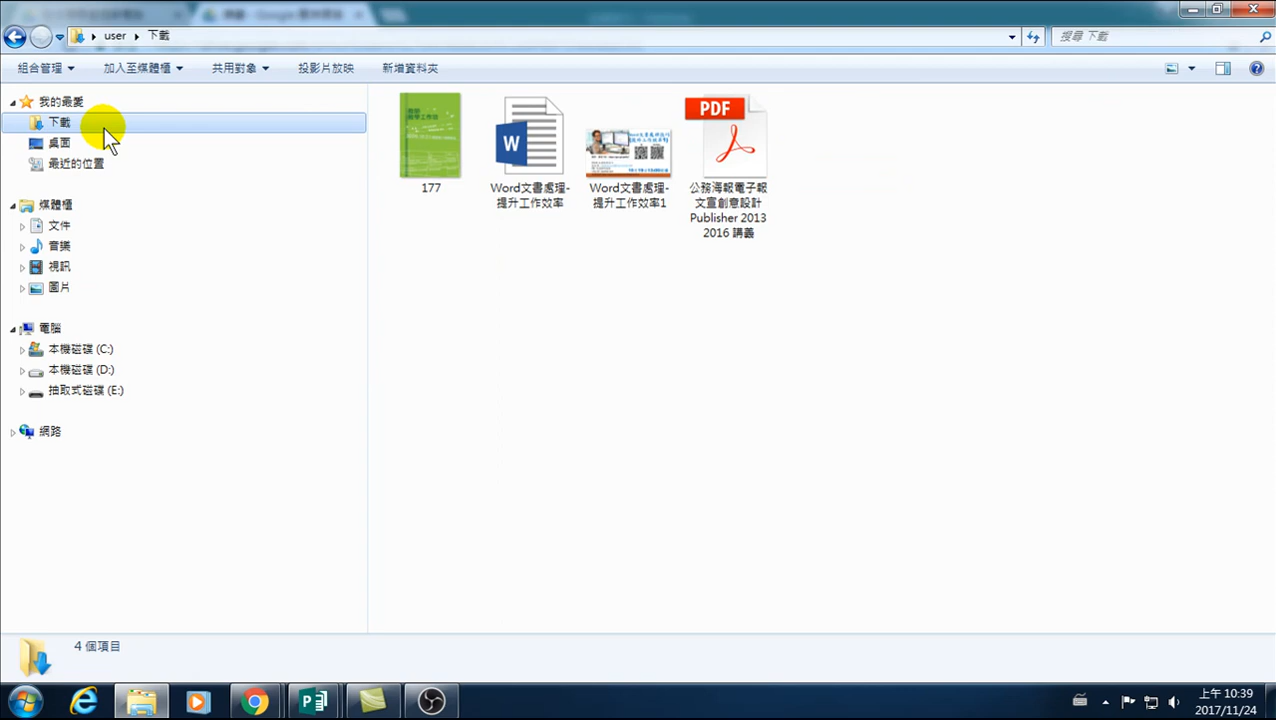 user 下載
搜尋 下載
組合管理 加入至媒體櫃 共用對象 投影片放映 新增資料夾
我的最愛
下載
桌面
最近的位置
媒體櫃
文件
音樂
視訊
圖片
電腦
本機磁碟 (C:)
本機磁碟 (D:)
抽取式磁碟 (E:)
網路
177
W
Word文書處理-
提升工作效率
Word文書處理-
提升工作效率1
PDF
公務海報電子報
文宣創意設計
Publisher 2013
2016 講義
4 個項目
上午 10:39
2017/11/24